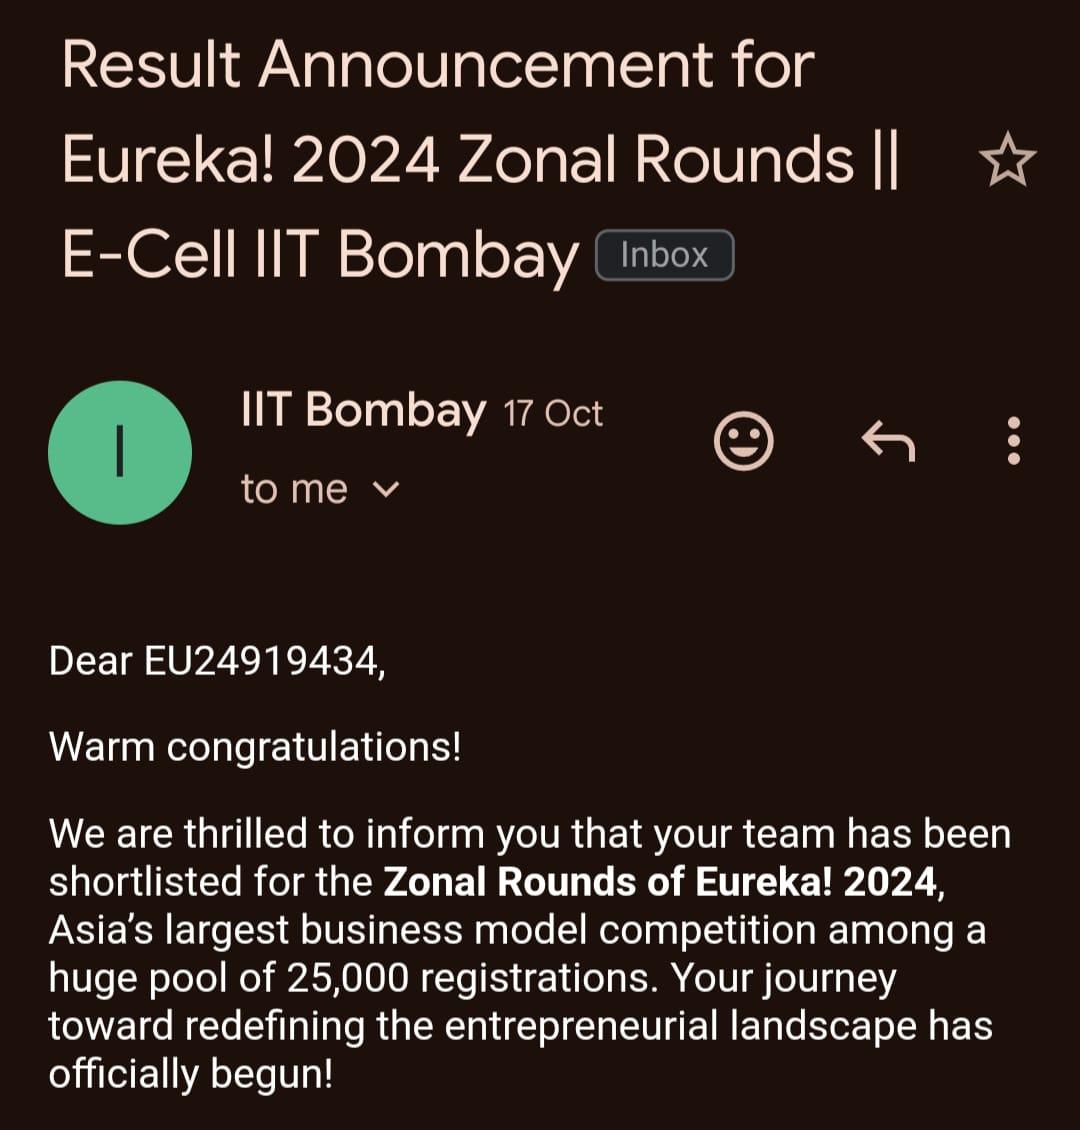 Result Announcement for
Eureka! 2024 Zonal Rounds ||
E-Cell IIT Bombay Inbox
I
IIT Bombay 17 Oct
to me
Dear EU24919434,
Warm congratulations!
We are thrilled to inform you that your team has been
shortlisted for the Zonal Rounds of Eureka! 2024,
Asia's largest business model competition among a
huge pool of 25,000 registrations. Your journey
toward redefining the entrepreneurial landscape has
officially begun!